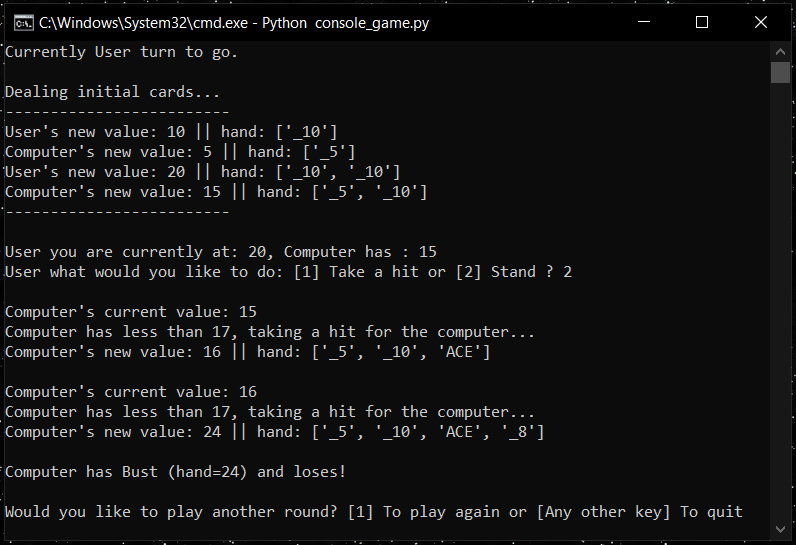 C:\Windows\System32\cmd.exe - Python  console_game.py
Currently User turn to go.
Dealing initial cards...
-------------------------
User's new value: 10 || hand: ['_10']
Computer's new value: 5 || hand: ['_5']
User's new value: 20 || hand: ['_10', '_10']
Computer's new value: 15 || hand: ['_5', '_10']
-------------------------
User you are currently at: 20, Computer has : 15
User what would you like to do: [1] Take a hit or [2] Stand ? 2
Computer's current value: 15
Computer has less than 17, taking a hit for the computer...
Computer's new value: 16 || hand: ['_5', '_10', 'ACE']
Computer's current value: 16
Computer has less than 17, taking a hit for the computer...
Computer's new value: 24 || hand: ['_5', '_10', 'ACE', '_8']
Computer has Bust (hand=24) and loses!
Would you like to play another round? [1] To play again or [Any other key] To quit